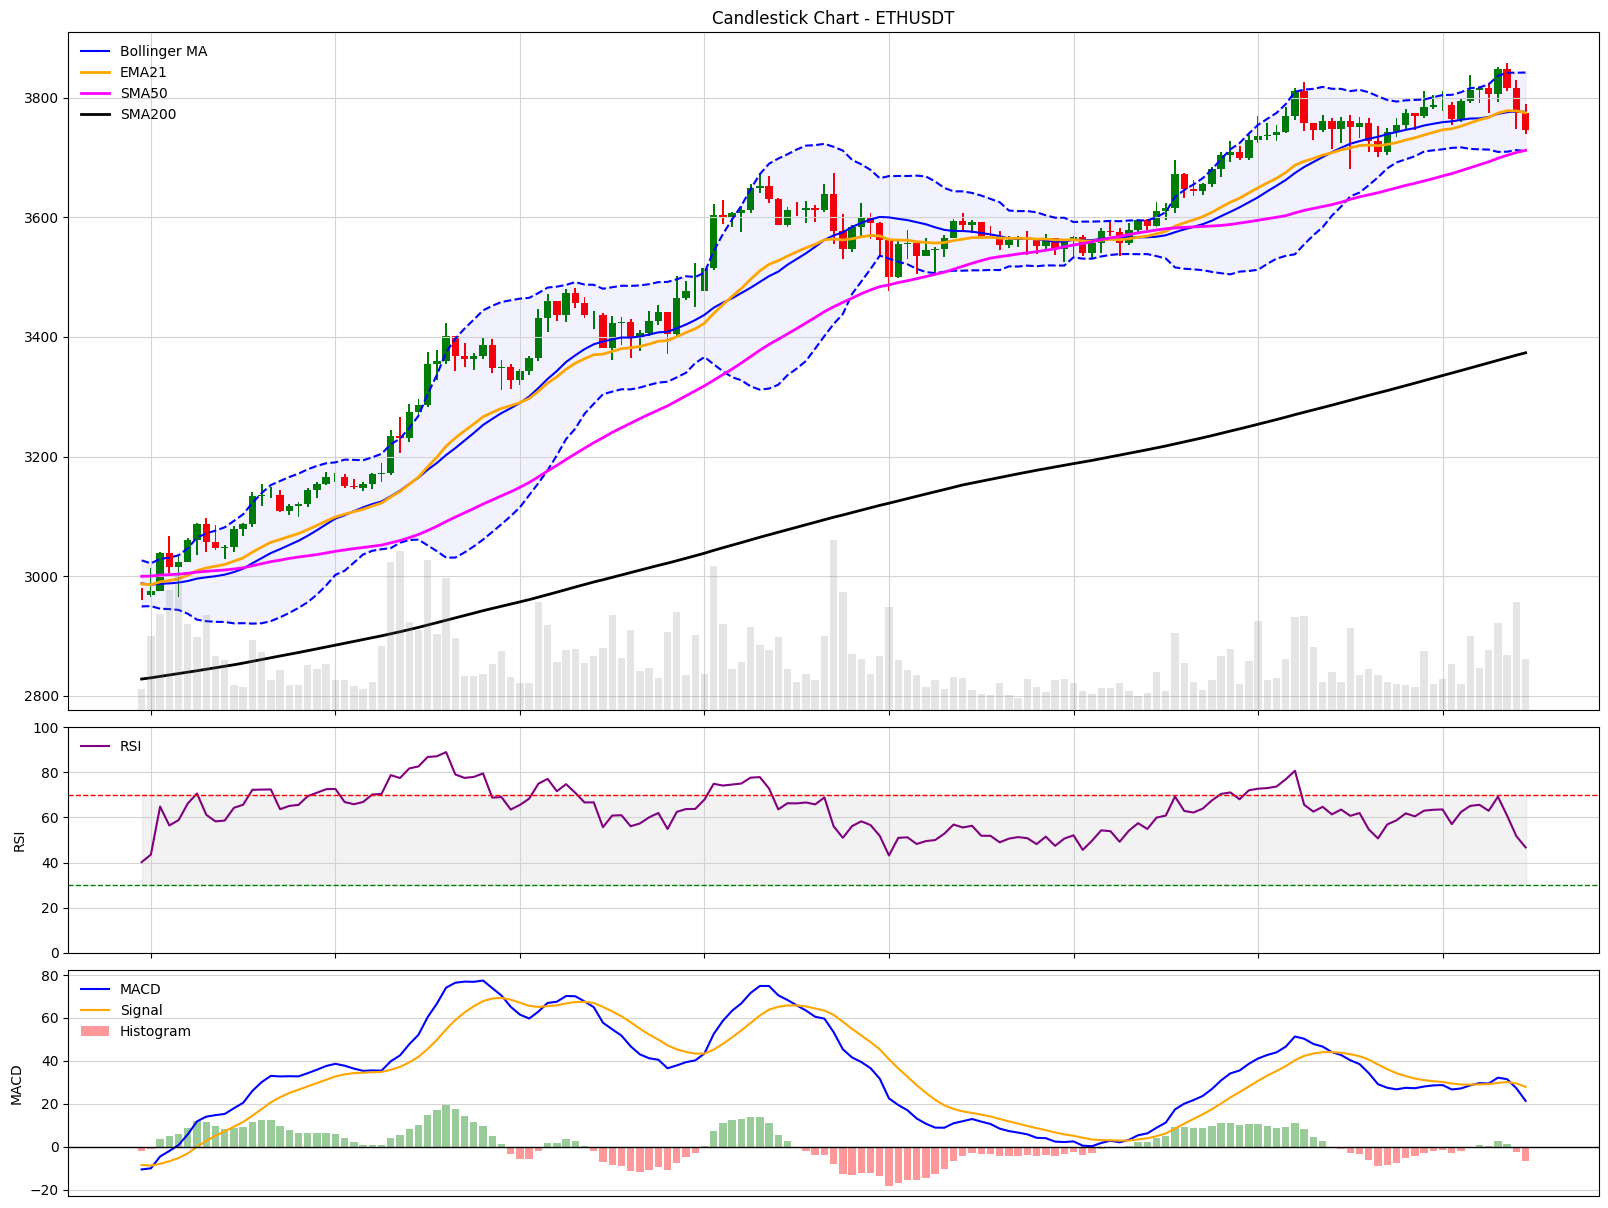 Candlestick Chart - ETHUSDT
Bollinger MA
EMA21
SMA50
SMA200
3800
3600
3400
3200
3000
2800
RSI
RSI
100
80
60
40
20
0
MACD
Signal
Histogram
MACD
80
60
40
20
0
−20